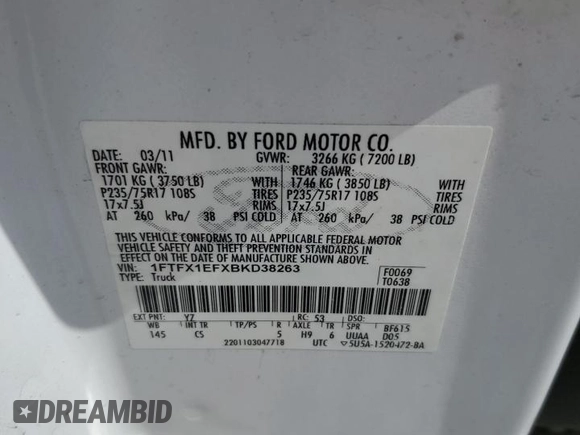 MFD. BY FORD MOTOR CO.
DATE: 03/11 GVWR: 3266 KG ( 7200 LB)
FRONT GAWR: REAR GAWR:
1701 KG ( 3750 LB) WITH 1746 KG ( 3850 LB) WITH
P235/75R17 108S TIRES P235/75R17 108S TIRES
17x7.5J RIMS 17x7.5J RIMS
AT 260 kPa/ 38 PSI COLD AT 260 kPa/ 38 PSI COLD
THIS VEHICLE CONFORMS TO ALL APPLICABLE FEDERAL MOTOR
VEHICLE SAFETY AND THEFT PREVENTION STANDARDS IN
EFFECT ON THE DATE OF MANUFACTURE SHOWN ABOVE.
VIN: 1FTFX1EFXBKD38263 F0069
TYPE: Truck T0638
EXT PNT: YZ RC: 53 DSO:
WB INT TR TP/PS R AXLE TR SPR BF615
145 CS 5 H9 6 UUAA D05
2201103047718 UTC 5U5A-1520472-BA
DREAMBID